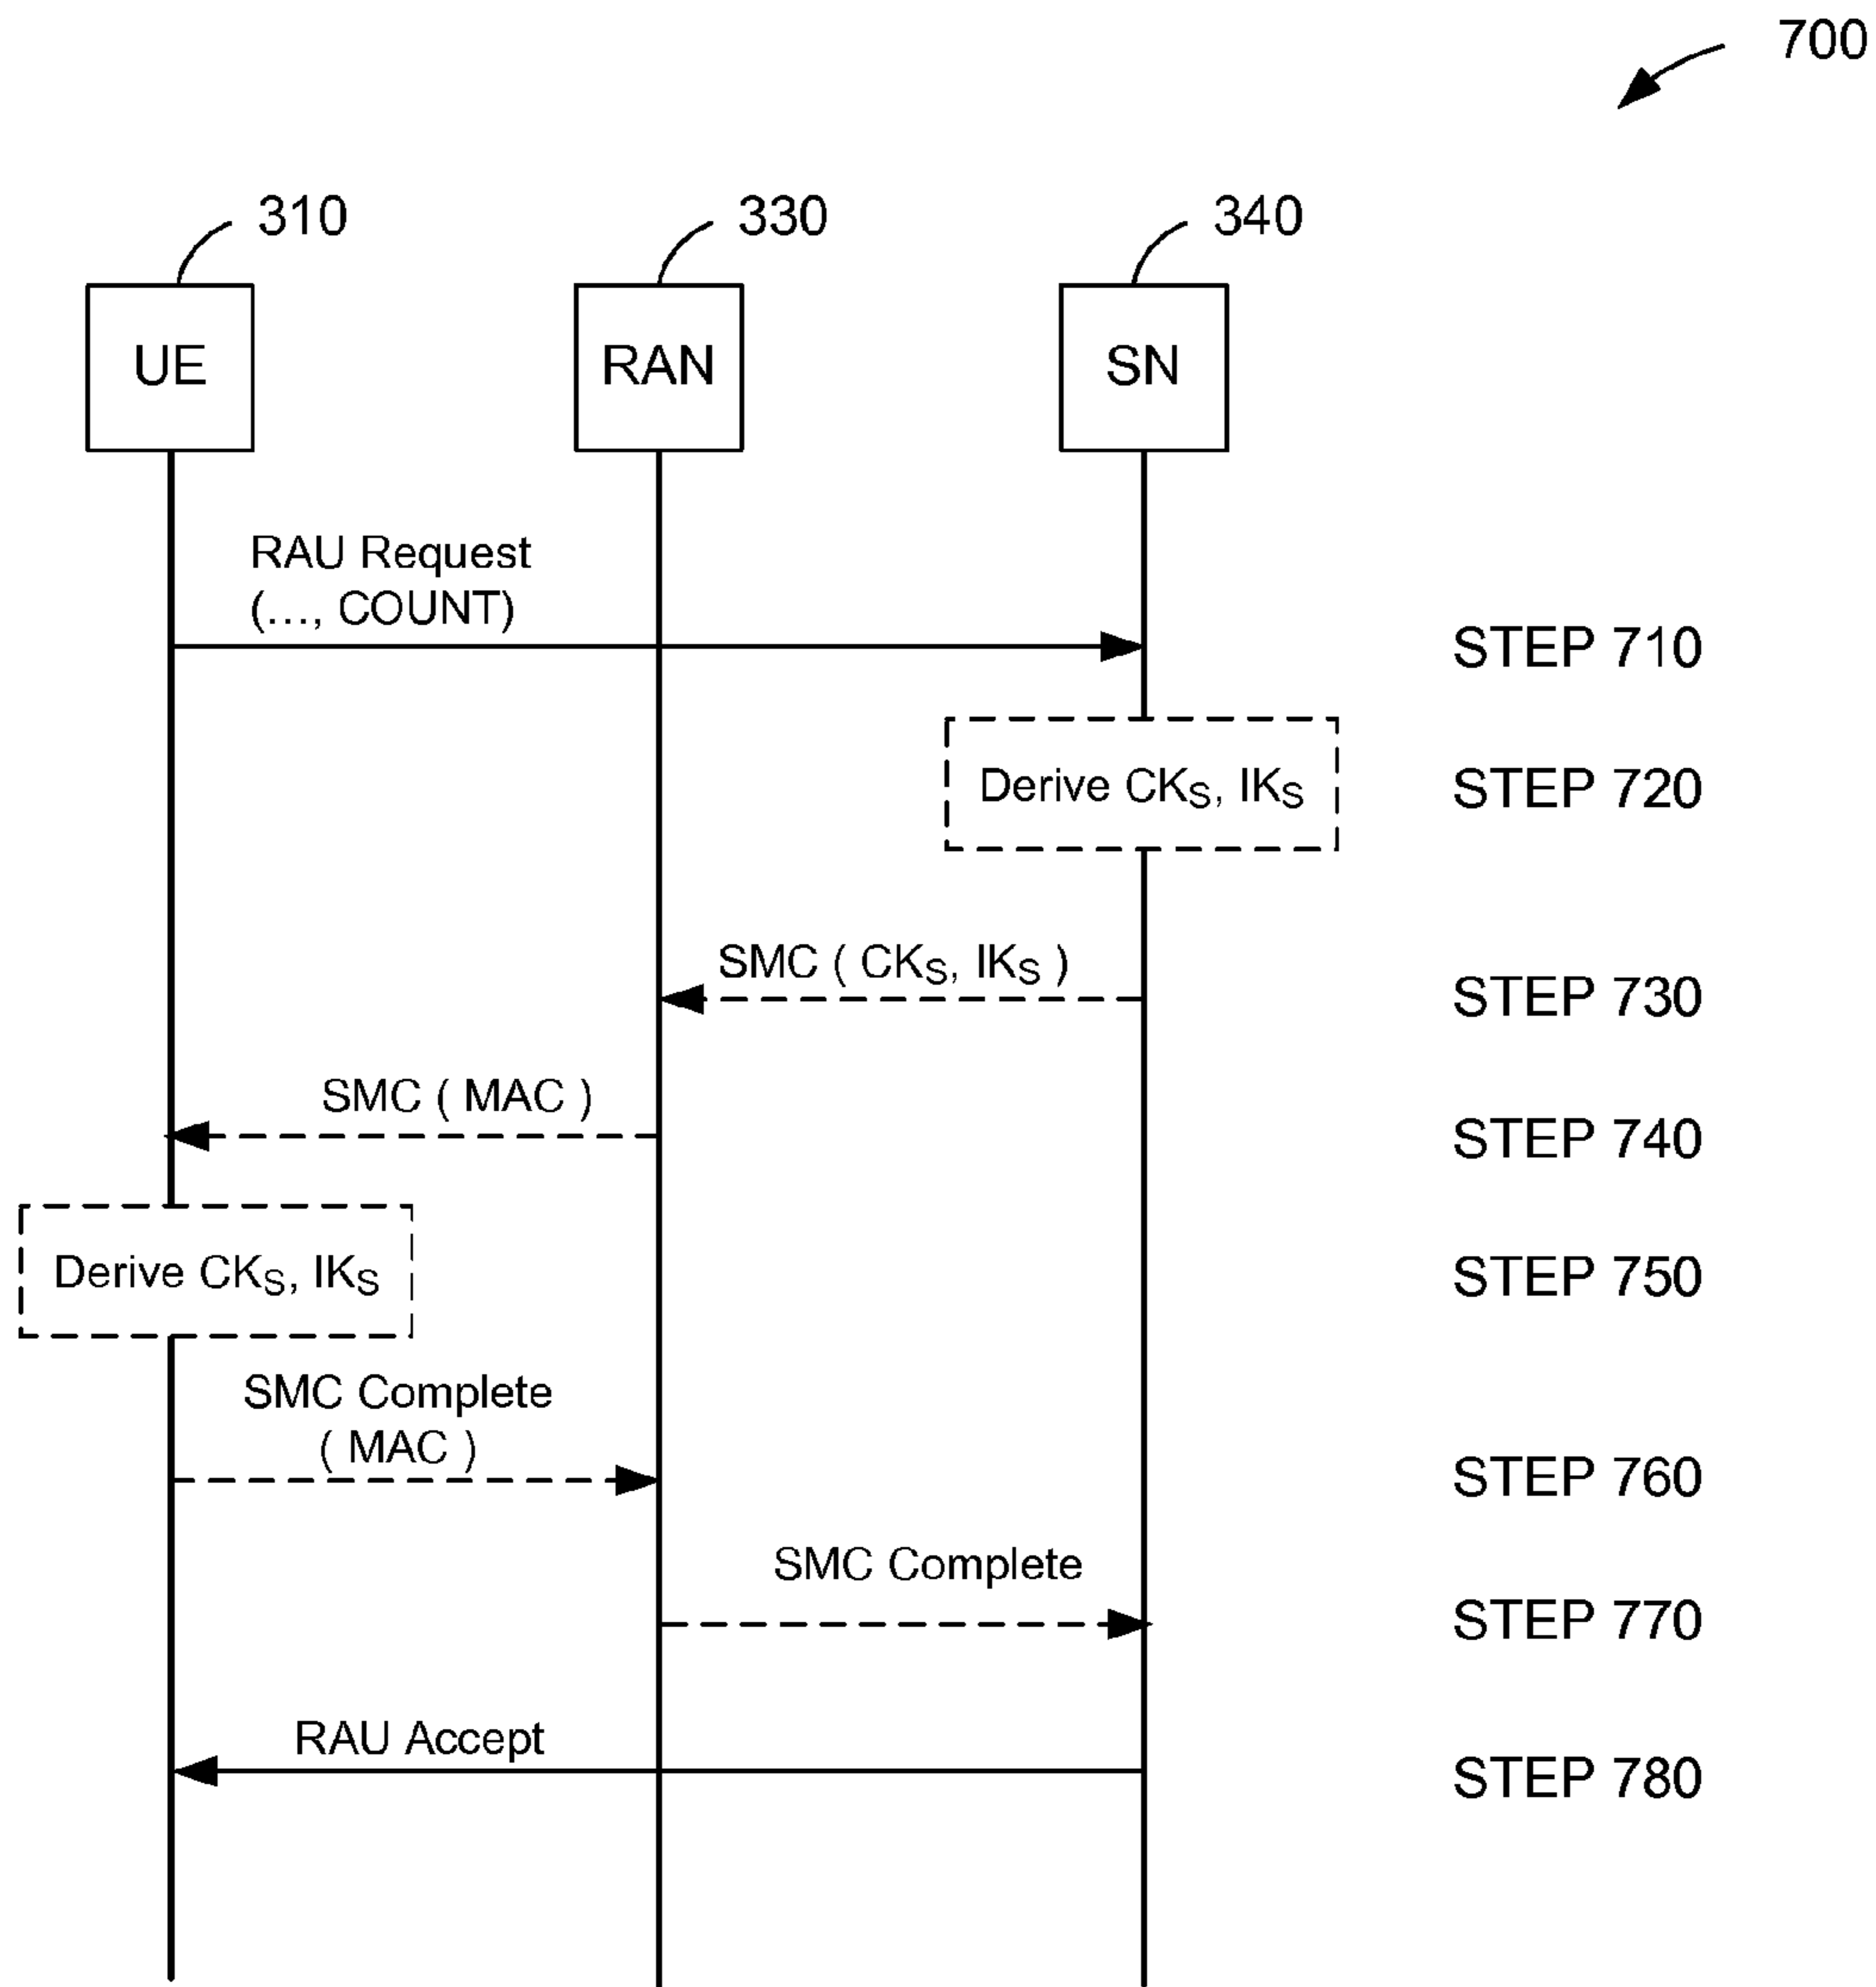 700
310 330 340
UE RAN SN
RAU Request
(..., COUNT)
STEP 710
Derive CKS, IKS STEP 720
SMC ( CKS, IKS )
STEP 730
SMC ( MAC )
STEP 740
Derive CKS, IKS STEP 750
SMC Complete
( MAC )
STEP 760
SMC Complete
STEP 770
RAU Accept
STEP 780